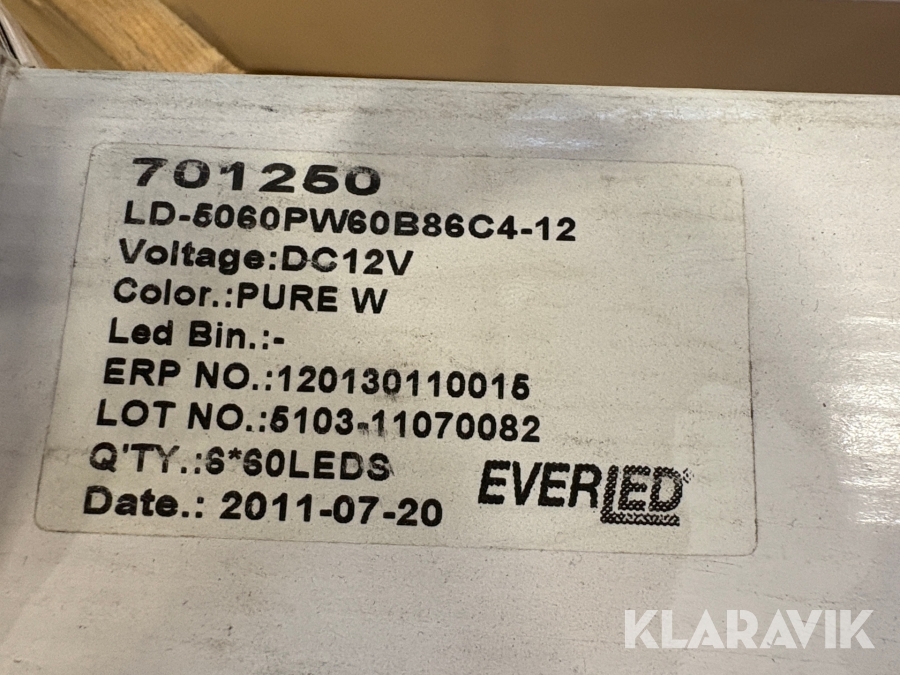 701250
LD-5060PW60B86C4-12
Voltage:DC12V
Color.:PURE W
Led Bin.:-
ERP NO.:120130110015
LOT NO.:5103-11070082
Q'TY.:6*60LEDS
EVERLED
Date.: 2011-07-20
KLARAVIK